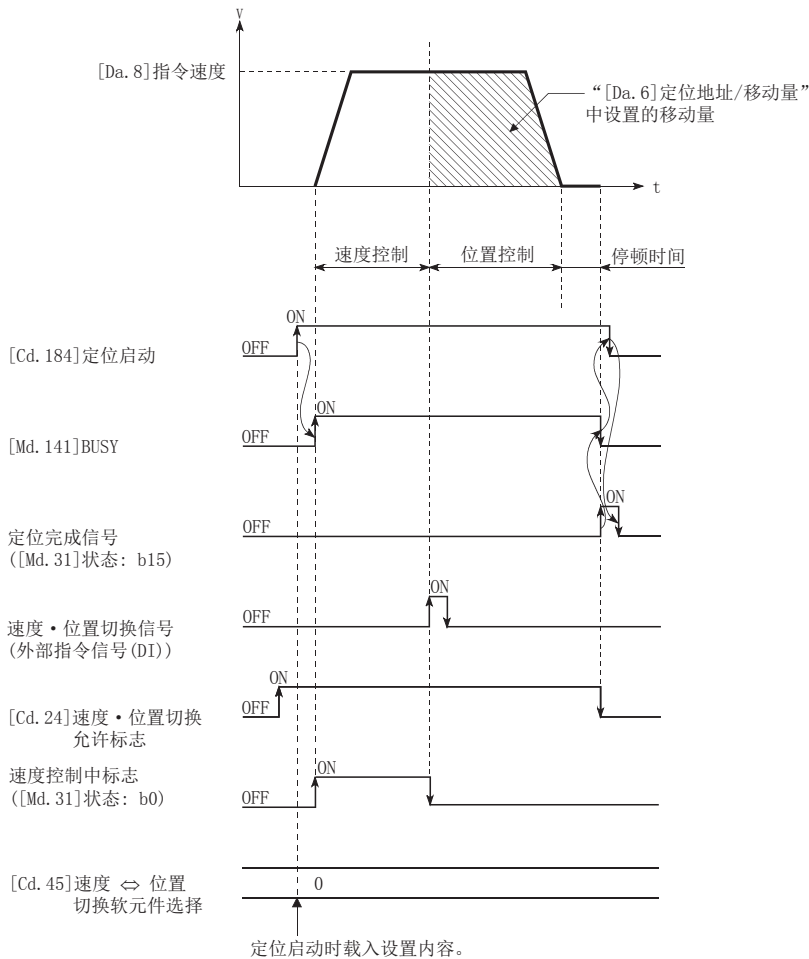 V
[Da.8]指令速度
“[Da.6]定位地址/移动量”
中设置的移动量
t
速度控制
位置控制
停顿时间
ON
[Cd.184]定位启动
OFF
ON
[Md.141]BUSY
OFF
ON
定位完成信号
([Md.31]状态: b15)
OFF
ON
速度・位置切换信号
(外部指令信号(DI))
OFF
ON
[Cd.24]速度・位置切换
允许标志
OFF
速度控制中标志
([Md.31]状态: b0)
ON
OFF
[Cd.45]速度 ⇔ 位置
切换软元件选择
0
定位启动时载入设置内容。